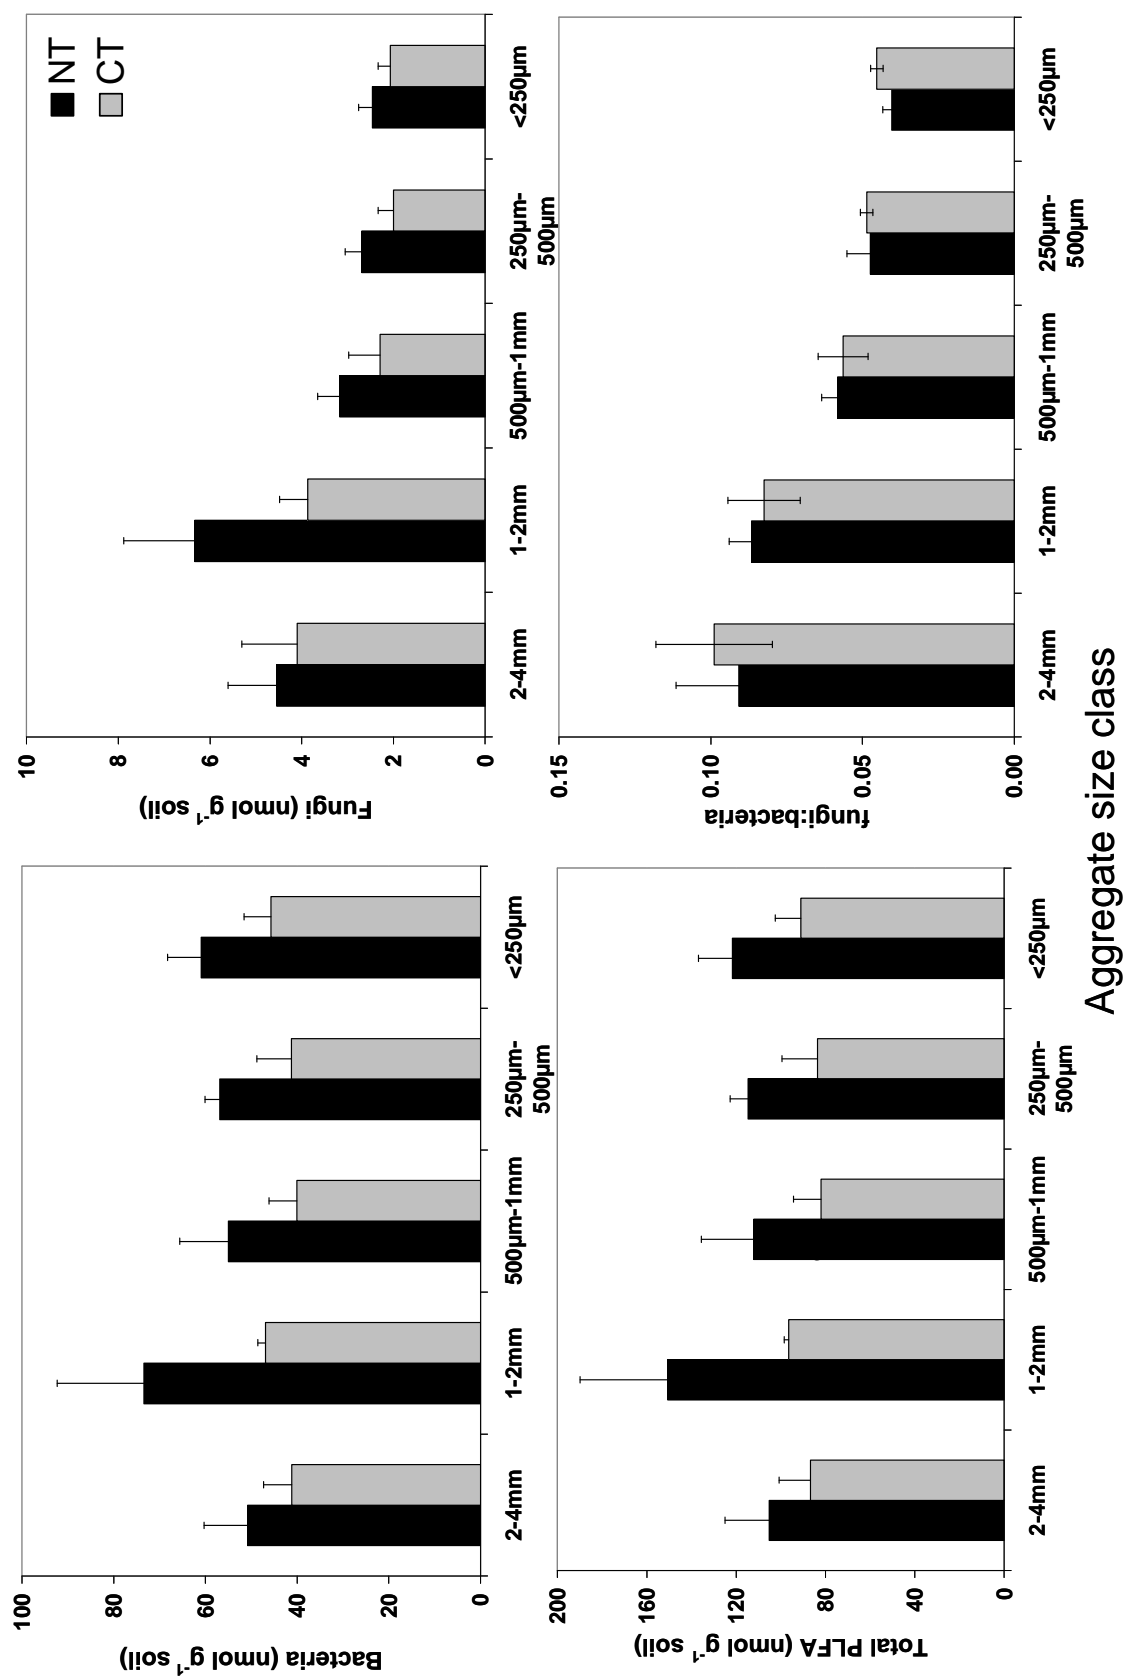 100
80
60
40
20
0
Bacteria (nmol g-1 soil)
2-4mm
1-2mm
500µm-1mm
250µm-
500µm
<250µm
10
8
6
4
2
0
Fungi (nmol g-1 soil)
2-4mm
1-2mm
500µm-1mm
250µm-
500µm
<250µm
NT
CT
200
160
120
80
40
0
Total PLFA (nmol g-1 soil)
2-4mm
1-2mm
500µm-1mm
250µm-
500µm
<250µm
0.15
0.10
0.05
0.00
fungi:bacteria
2-4mm
1-2mm
500µm-1mm
250µm-
500µm
<250µm
Aggregate size class